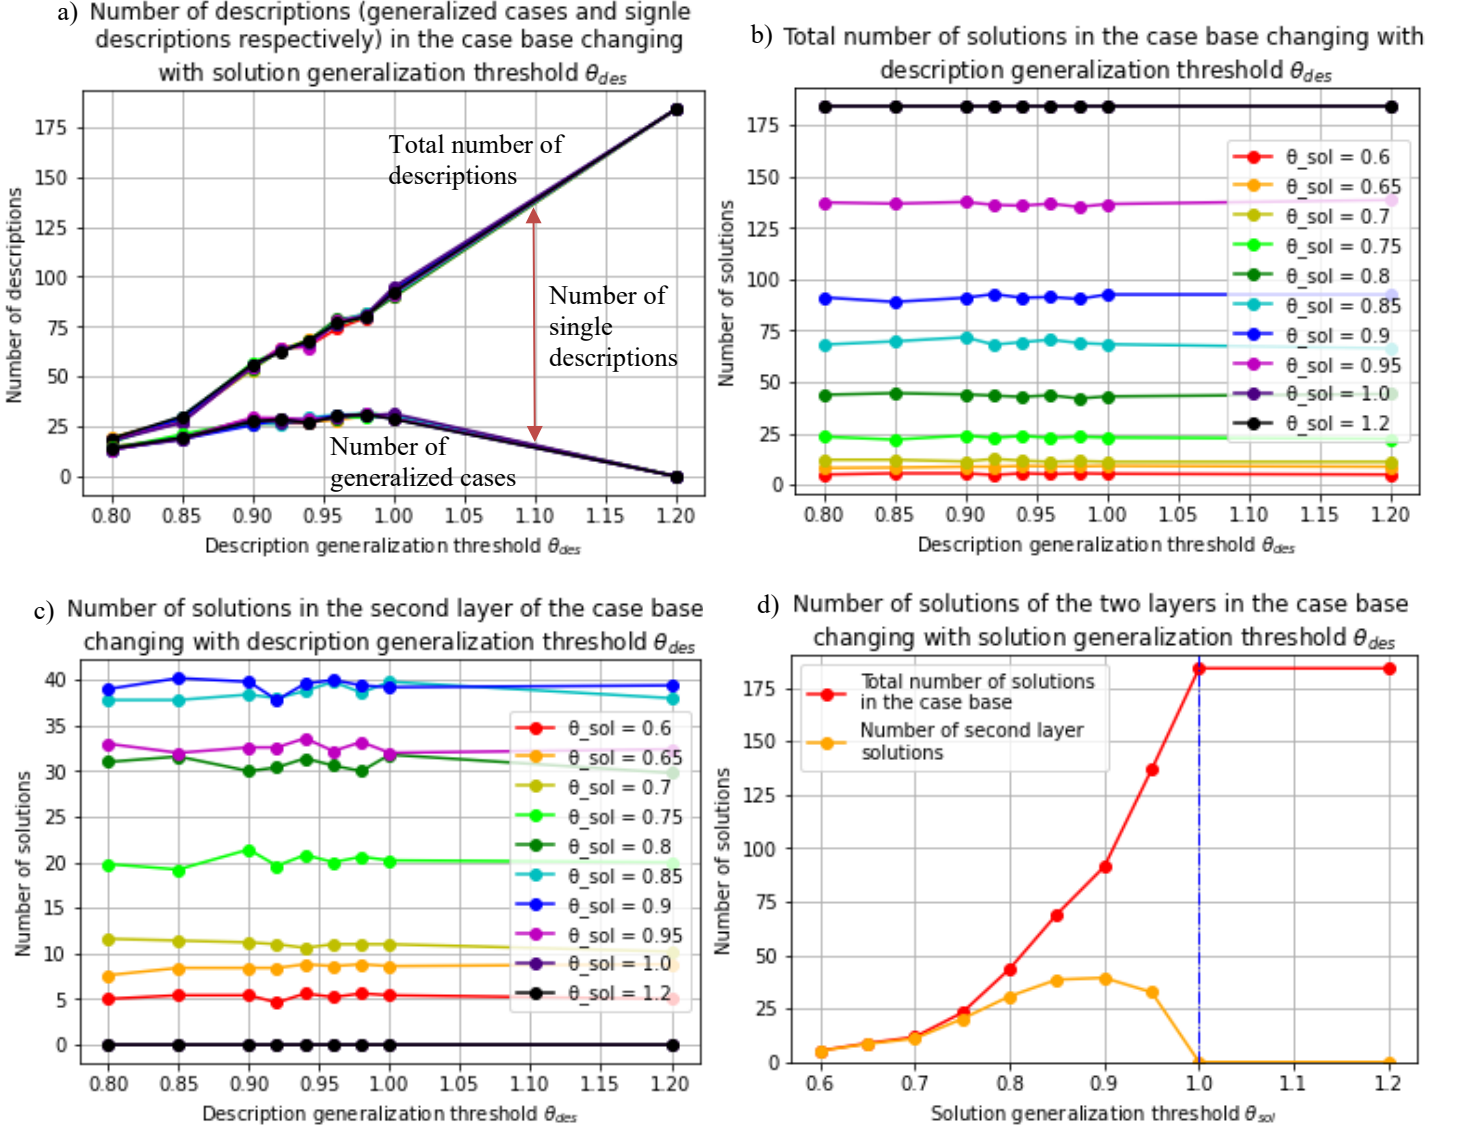 a) Number of descriptions (generalized cases and signle
descriptions respectively) in the case base changing
with solution generalization threshold θ_des
Number of descriptions
175
150
125
100
75
50
25
0
Total number of
descriptions
Number of
single
descriptions
Number of
generalized cases
0.80 0.85 0.90 0.95 1.00 1.05 1.10 1.15 1.20
Description generalization threshold θ_des
b) Total number of solutions in the case base changing with
description generalization threshold θ_des
Number of solutions
175
150
125
100
75
50
25
0
θ_sol = 0.6
θ_sol = 0.65
θ_sol = 0.7
θ_sol = 0.75
θ_sol = 0.8
θ_sol = 0.85
θ_sol = 0.9
θ_sol = 0.95
θ_sol = 1.0
θ_sol = 1.2
0.80 0.85 0.90 0.95 1.00 1.05 1.10 1.15 1.20
Description generalization threshold θ_des
c) Number of solutions in the second layer of the case base
changing with description generalization threshold θ_des
Number of solutions
40
35
30
25
20
15
10
5
0
θ_sol = 0.6
θ_sol = 0.65
θ_sol = 0.7
θ_sol = 0.75
θ_sol = 0.8
θ_sol = 0.85
θ_sol = 0.9
θ_sol = 0.95
θ_sol = 1.0
θ_sol = 1.2
0.80 0.85 0.90 0.95 1.00 1.05 1.10 1.15 1.20
Description generalization threshold θ_des
d) Number of solutions of the two layers in the case base
changing with solution generalization threshold θ_des
Number of solutions
175
150
125
100
75
50
25
0
Total number of solutions
in the case base
Number of second layer
solutions
0.6 0.7 0.8 0.9 1.0 1.1 1.2
Solution generalization threshold θ_sol